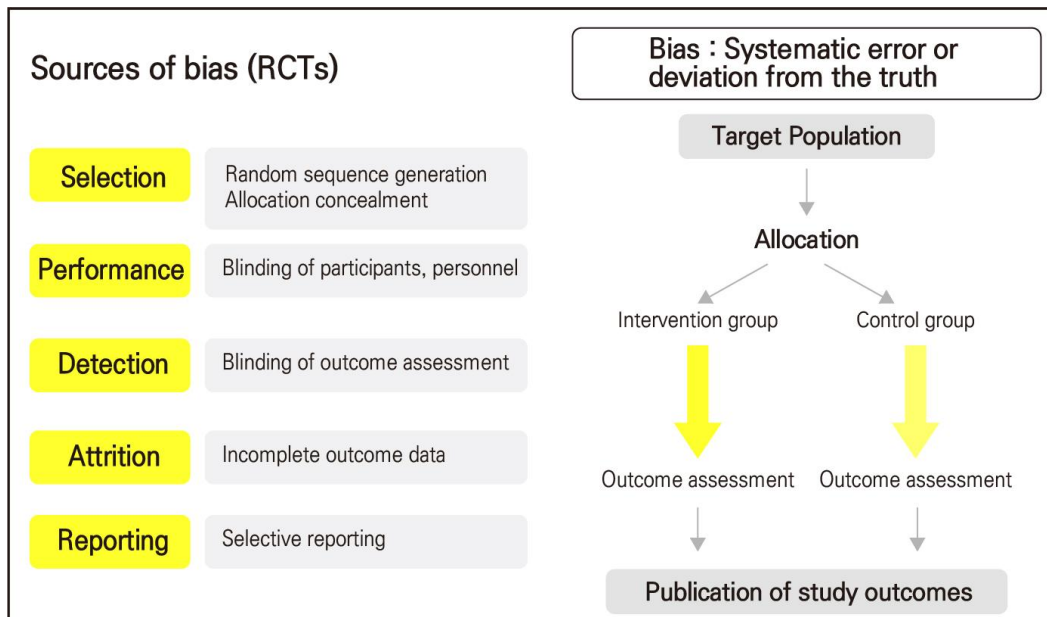 Sources of bias (RCTs)
Selection
Random sequence generation
Allocation concealment
Performance
Blinding of participants, personnel
Detection
Blinding of outcome assessment
Attrition
Incomplete outcome data
Reporting
Selective reporting
Bias : Systematic error or
deviation from the truth
Target Population
Allocation
Intervention group
Control group
Outcome assessment
Outcome assessment
Publication of study outcomes